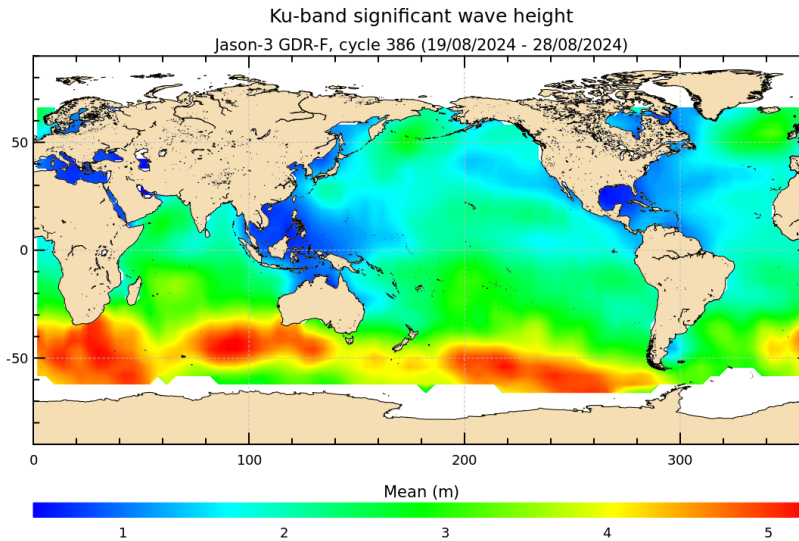 Ku-band significant wave height
Jason-3 GDR-F, cycle 386 (19/08/2024 - 28/08/2024)
50
0
-50
0 100 200 300
Mean (m)
1 2 3 4 5